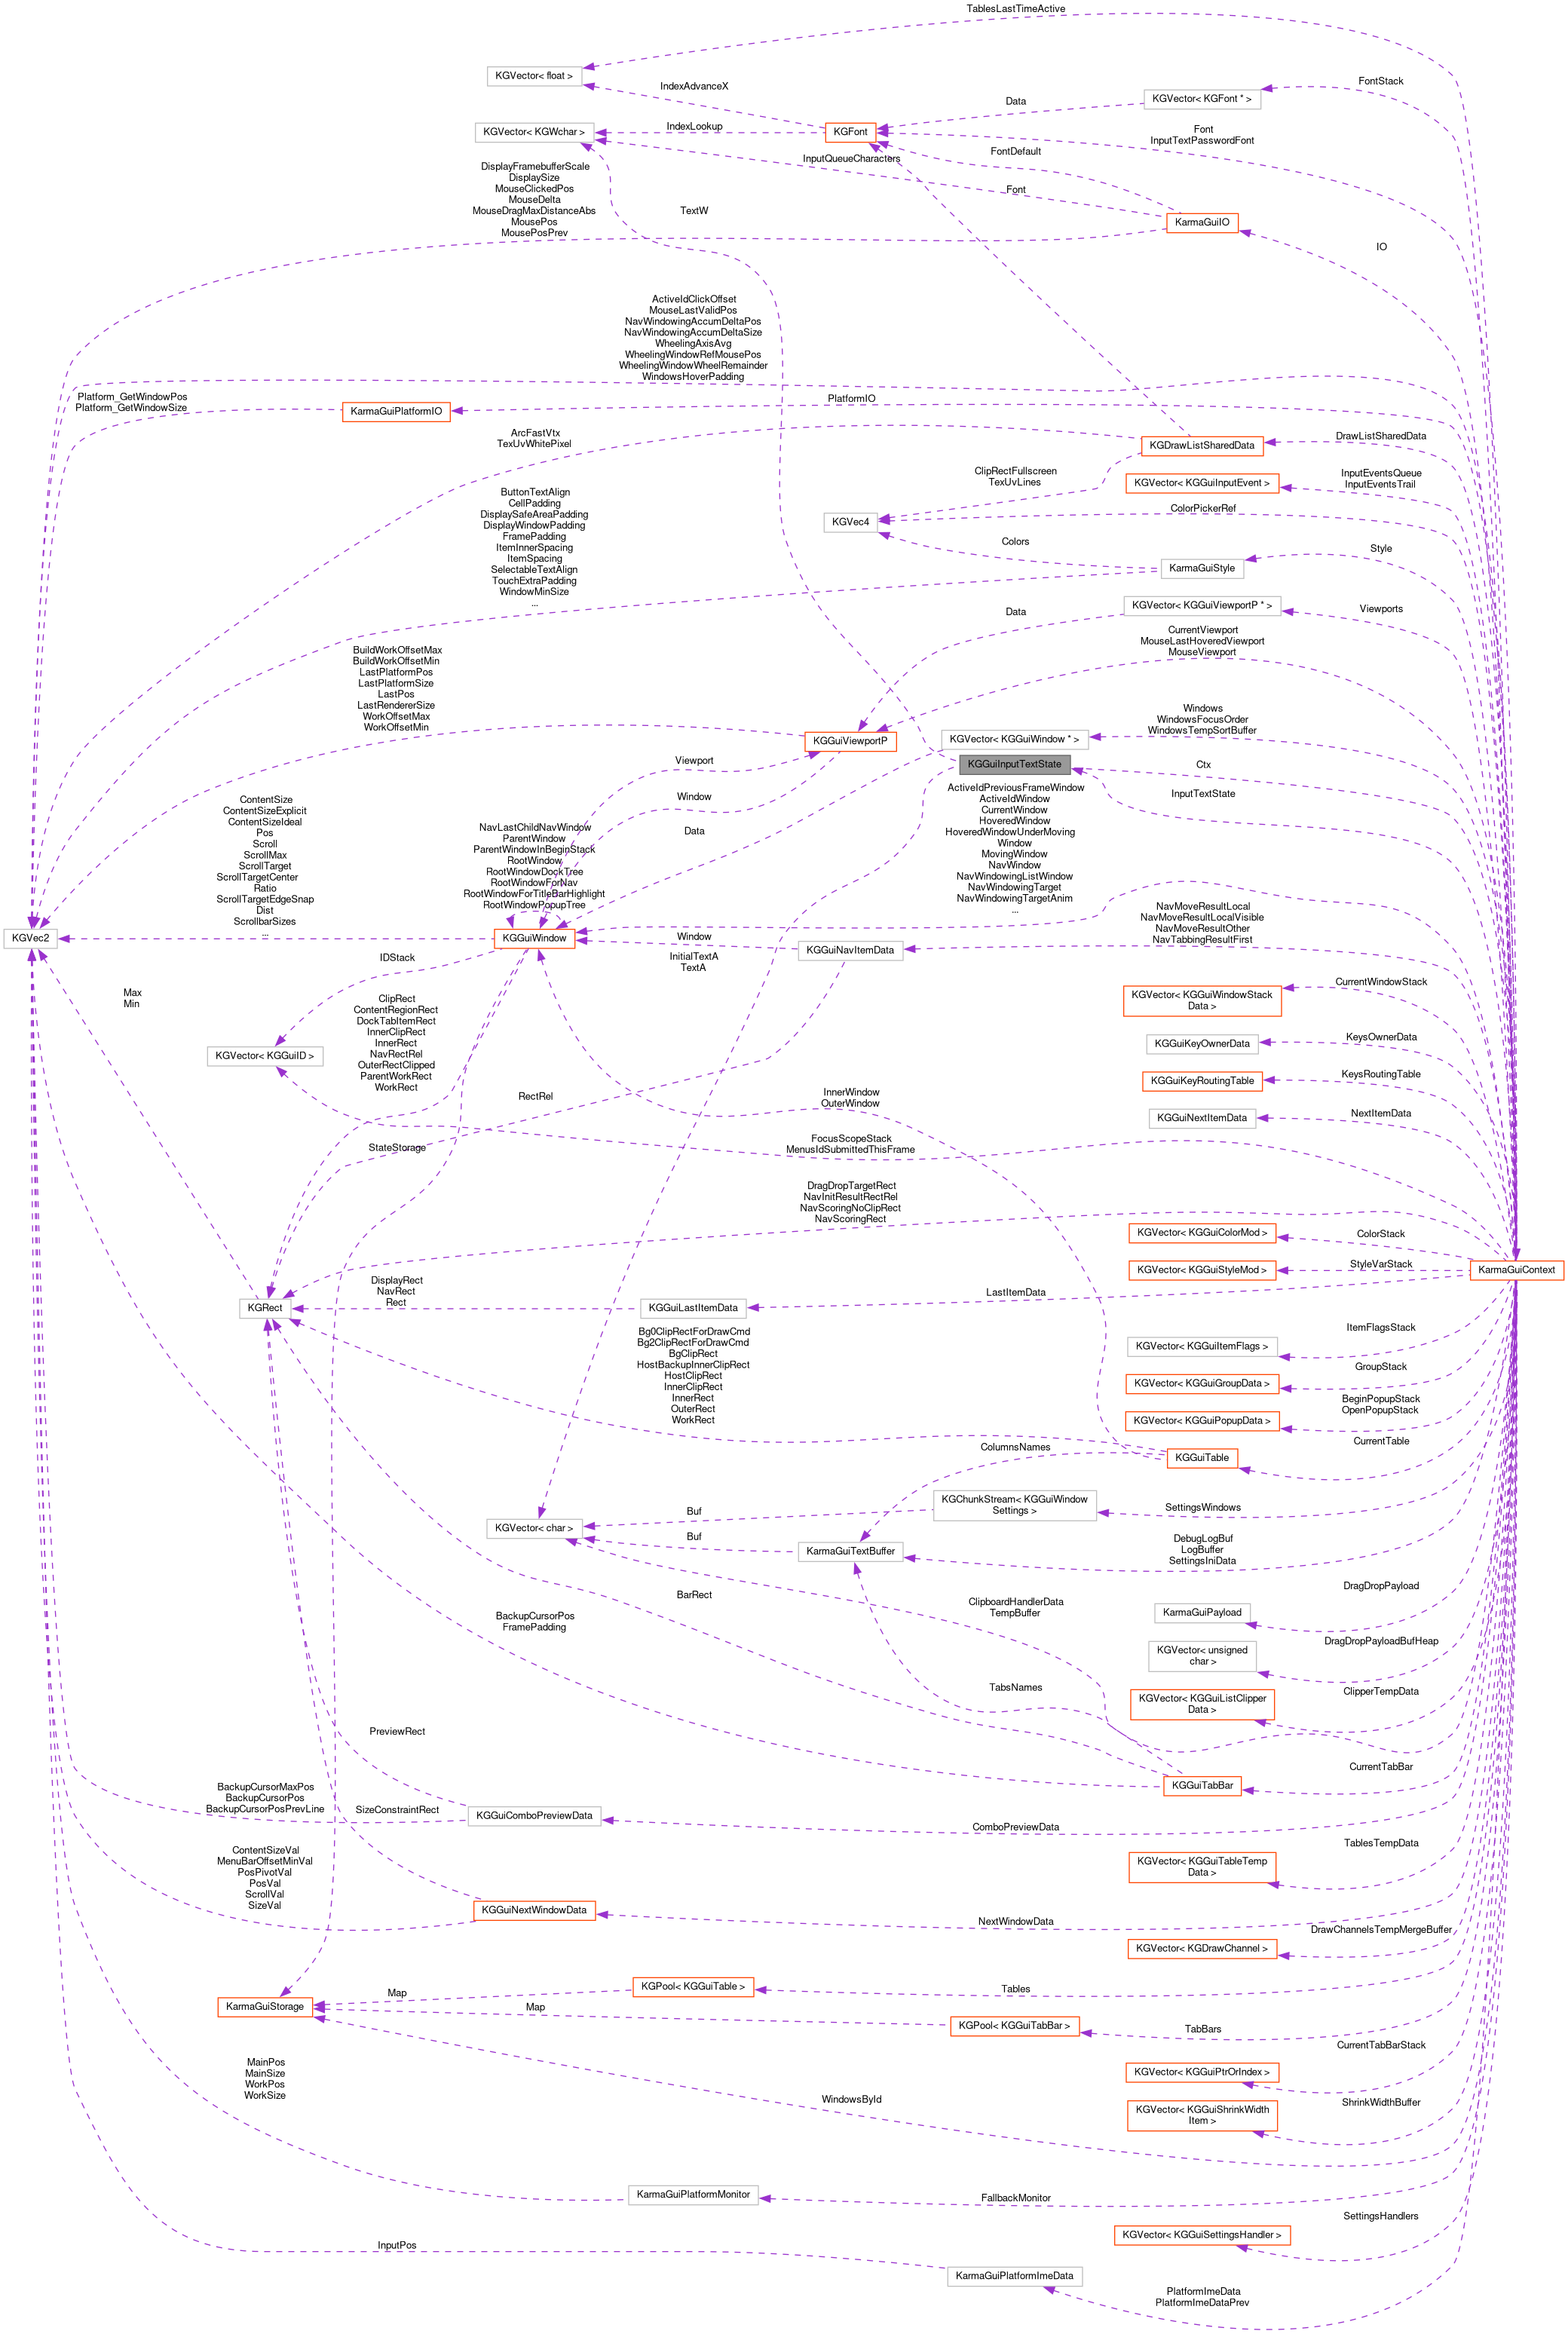 TablesLastTimeActive
KGVector< float >
IndexAdvanceX
FontStack
KGVector< KGFont * >
Data
KGVector< KGWchar >
IndexLookup
KGFont
Font
InputTextPasswordFont
FontDefault
InputQueueCharacters
Font
DisplayFramebufferScale
DisplaySize
MouseClickedPos
MouseDelta
MouseDragMaxDistanceAbs
MousePos
MousePosPrev
TextW
KarmaGuiIO
IO
ActiveIdClickOffset
MouseLastValidPos
NavWindowingAccumDeltaPos
NavWindowingAccumDeltaSize
WheelingAxisAvg
WheelingWindowRefMousePos
WheelingWindowWheelRemainder
WindowsHoverPadding
Platform_GetWindowPos
Platform_GetWindowSize
KarmaGuiPlatformIO
PlatformIO
ArcFastVtx
TexUvWhitePixel
KGDrawListSharedData
DrawListSharedData
ClipRectFullscreen
TexUvLines
KGVector< KGGuiInputEvent >
InputEventsQueue
InputEventsTrail
ButtonTextAlign
CellPadding
DisplaySafeAreaPadding
DisplayWindowPadding
FramePadding
ItemInnerSpacing
ItemSpacing
SelectableTextAlign
TouchExtraPadding
WindowMinSize
...
KGVec4
ColorPickerRef
Colors
KarmaGuiStyle
Style
KGVector< KGGuiViewportP * >
Viewports
Data
CurrentViewport
MouseLastHoveredViewport
MouseViewport
BuildWorkOffsetMax
BuildWorkOffsetMin
LastPlatformPos
LastPlatformSize
LastPos
LastRendererSize
WorkOffsetMax
WorkOffsetMin
KGGuiViewportP
KGVector< KGGuiWindow * >
Windows
WindowsFocusOrder
WindowsTempSortBuffer
Viewport
KGGuiInputTextState
Ctx
InputTextState
Window
Data
ContentSize
ContentSizeExplicit
ContentSizeIdeal
Pos
Scroll
ScrollMax
ScrollTarget
ScrollTargetCenter
Ratio
ScrollTargetEdgeSnap
Dist
ScrollbarSizes
...
NavLastChildNavWindow
ParentWindow
ParentWindowInBeginStack
RootWindow
RootWindowDockTree
RootWindowForNav
RootWindowForTitleBarHighlight
RootWindowPopupTree
ActiveIdPreviousFrameWindow
ActiveIdWindow
CurrentWindow
HoveredWindow
HoveredWindowUnderMoving
Window
MovingWindow
NavWindow
NavWindowingListWindow
NavWindowingTarget
NavWindowingTargetAnim
...
KGVec2
KGGuiWindow
Window
KGGuiNavItemData
NavMoveResultLocal
NavMoveResultLocalVisible
NavMoveResultOther
NavTabbingResultFirst
InitialTextA
TextA
IDStack
Max
Min
ClipRect
ContentRegionRect
DockTabItemRect
InnerClipRect
InnerRect
NavRectRel
OuterRectClipped
ParentWorkRect
WorkRect
KGVector< KGGuiWindowStack
Data >
CurrentWindowStack
KGGuiKeyOwnerData
KeysOwnerData
KGVector< KGGuiID >
KGGuiKeyRoutingTable
KeysRoutingTable
RectRel
InnerWindow
OuterWindow
KGGuiNextItemData
NextItemData
StateStorage
FocusScopeStack
MenusIdSubmittedThisFrame
DragDropTargetRect
NavInitResultRectRel
NavScoringNoClipRect
NavScoringRect
KGVector< KGGuiColorMod >
ColorStack
KGVector< KGGuiStyleMod >
StyleVarStack
KarmaGuiContext
KGRect
DisplayRect
NavRect
Rect
KGGuiLastItemData
LastItemData
Bg0ClipRectForDrawCmd
Bg2ClipRectForDrawCmd
BgClipRect
HostBackupInnerClipRect
HostClipRect
InnerClipRect
InnerRect
OuterRect
WorkRect
KGVector< KGGuiItemFlags >
ItemFlagsStack
KGVector< KGGuiGroupData >
GroupStack
KGVector< KGGuiPopupData >
BeginPopupStack
OpenPopupStack
ColumnsNames
KGGuiTable
CurrentTable
KGVector< char >
Buf
KGChunkStream< KGGuiWindow
Settings >
SettingsWindows
Buf
KarmaGuiTextBuffer
DebugLogBuf
LogBuffer
SettingsIniData
BackupCursorPos
FramePadding
BarRect
ClipboardHandlerData
TempBuffer
KarmaGuiPayload
DragDropPayload
KGVector< unsigned
char >
DragDropPayloadBufHeap
TabsNames
KGVector< KGGuiListClipper
Data >
ClipperTempData
PreviewRect
KGGuiTabBar
CurrentTabBar
BackupCursorMaxPos
BackupCursorPos
BackupCursorPosPrevLine
SizeConstraintRect
KGGuiComboPreviewData
ComboPreviewData
ContentSizeVal
MenuBarOffsetMinVal
PosPivotVal
PosVal
ScrollVal
SizeVal
KGVector< KGGuiTableTemp
Data >
TablesTempData
KGGuiNextWindowData
NextWindowData
KGVector< KGDrawChannel >
DrawChannelsTempMergeBuffer
KarmaGuiStorage
Map
KGPool< KGGuiTable >
Tables
Map
KGPool< KGGuiTabBar >
TabBars
MainPos
MainSize
WorkPos
WorkSize
KGVector< KGGuiPtrOrIndex >
CurrentTabBarStack
WindowsById
KGVector< KGGuiShrinkWidth
Item >
ShrinkWidthBuffer
KarmaGuiPlatformMonitor
FallbackMonitor
KGVector< KGGuiSettingsHandler >
SettingsHandlers
InputPos
KarmaGuiPlatformImeData
PlatformImeData
PlatformImeDataPrev